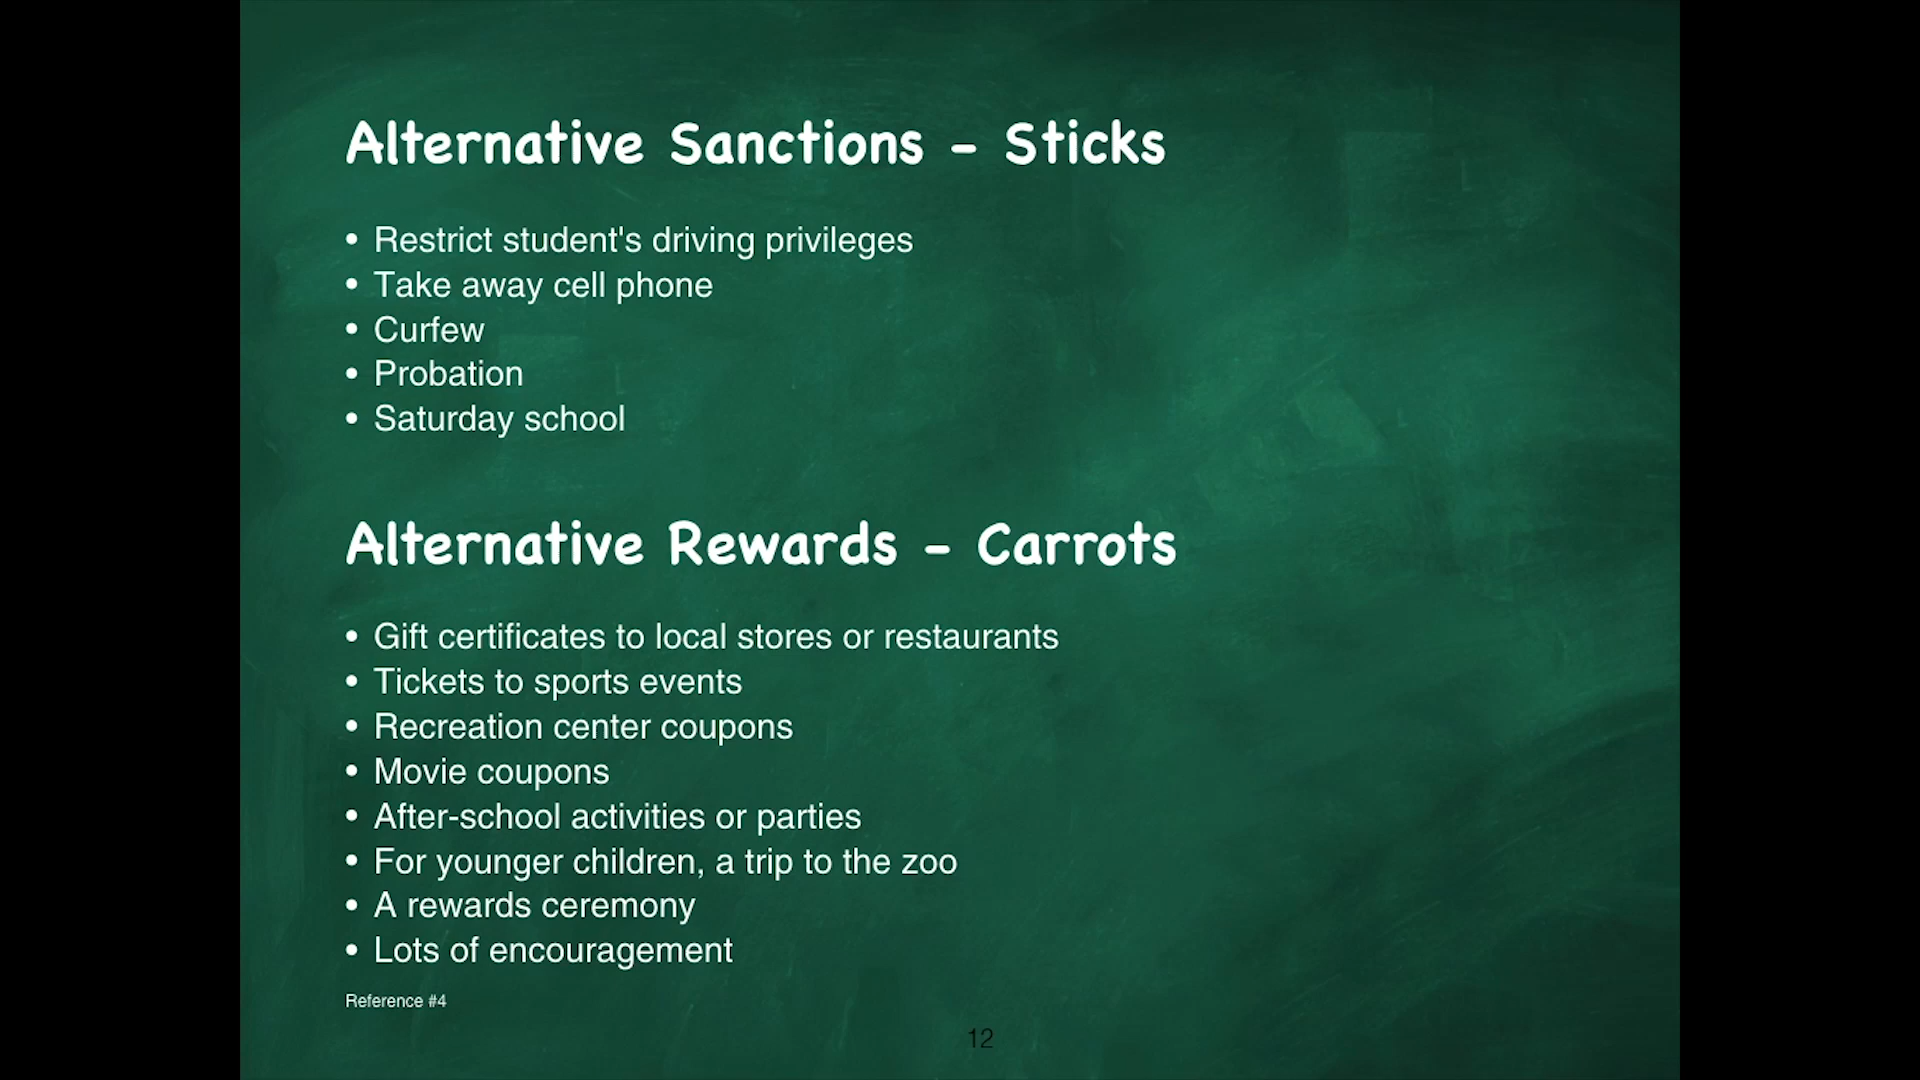 Alternative Sanctions - Sticks
• Restrict student's driving privileges
• Take away cell phone
• Curfew
• Probation
• Saturday school
Alternative Rewards - Carrots
• Gift certificates to local stores or restaurants
• Tickets to sports events
• Recreation center coupons
• Movie coupons
• After-school activities or parties
• For younger children, a trip to the zoo
• A rewards ceremony
• Lots of encouragement
Reference #4
12